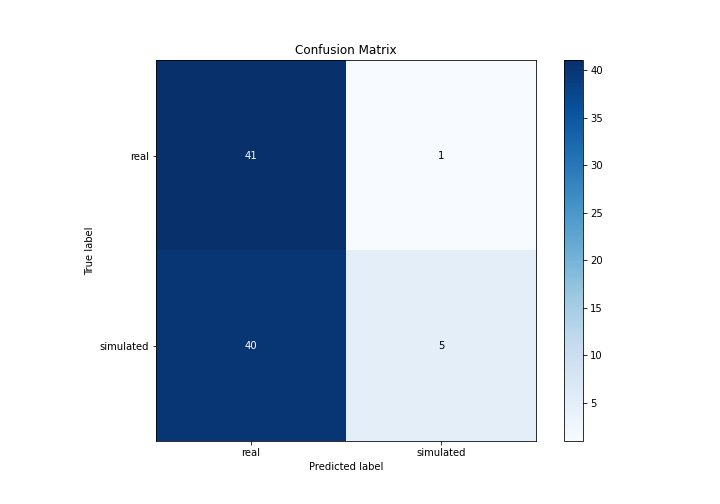 Confusion Matrix
True label
real
simulated
41
1
40
5
real
simulated
Predicted label
40
35
30
25
20
15
10
5